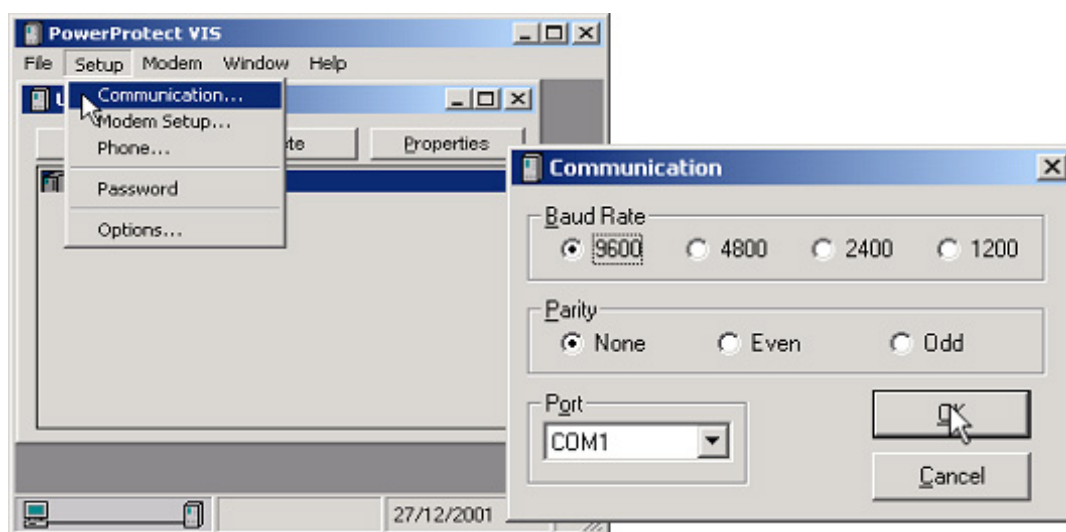 PowerProtect VIS
File Setup Modem Window Help
Communication...
Modem Setup...
Phone...
Password
Options...
Properties
Communication
Baud Rate
9600 4800 2400 1200
Parity
None Even Odd
Port
COM1
OK
Cancel
27/12/2001